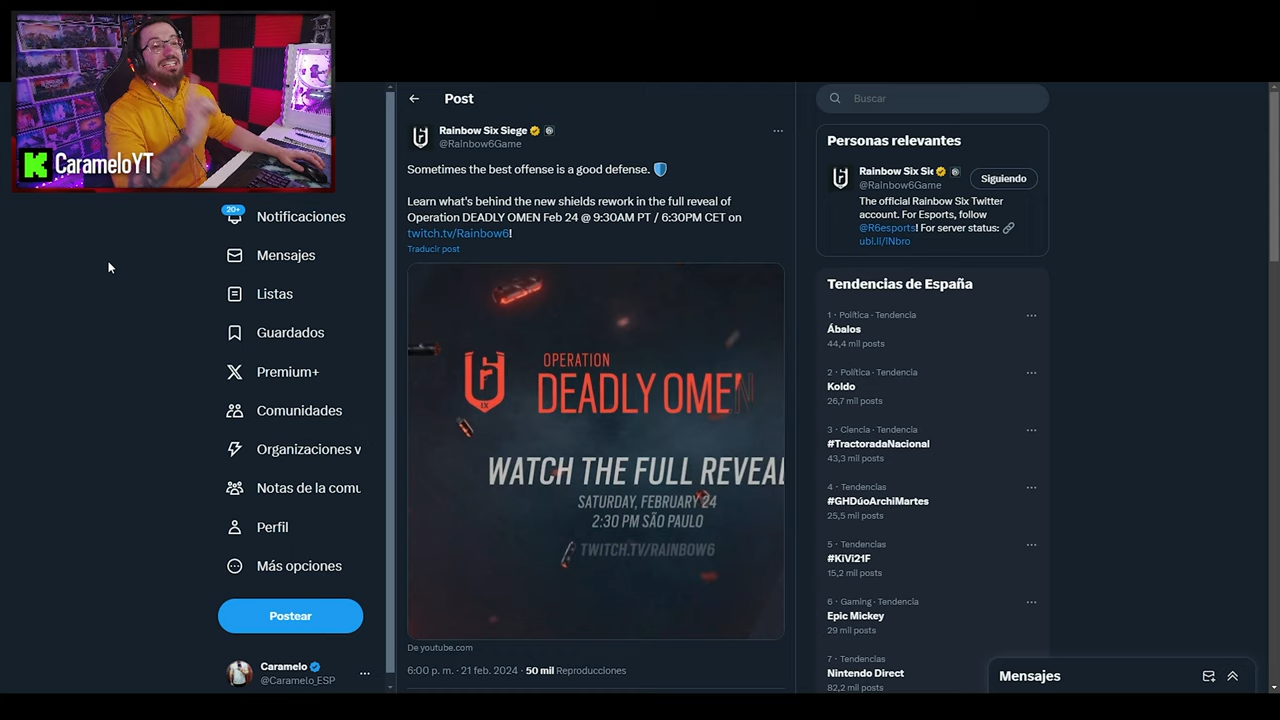 CarameloYT
20+
Notificaciones
Mensajes
Listas
Guardados
Premium+
Comunidades
Organizaciones v
Notas de la comu
Perfil
Más opciones
Postear
Caramelo
@Caramelo_ESP
Post
Rainbow Six Siege
@Rainbow6Game
Sometimes the best offense is a good defense.
Learn what's behind the new shields rework in the full reveal of
Operation DEADLY OMEN Feb 24 @ 9:30AM PT / 6:30PM CET on
twitch.tv/Rainbow6!
Traducir post
OPERATION
DEADLY OMEN
IX
WATCH THE FULL REVEAL
SATURDAY, FEBRUARY 24
2:30 PM SÃO PAULO
TWITCH.TV/RAINBOW6
De youtube.com
6:00 p. m. · 21 feb. 2024 · 50 mil Reproducciones
Buscar
Personas relevantes
Rainbow Six Sie
@Rainbow6Game
Siguiendo
The official Rainbow Six Twitter
account. For Esports, follow
@R6esports! For server status:
ubi.li/lNbro
Tendencias de España
1 · Política · Tendencia
Ábalos
44,4 mil posts
2 · Política · Tendencia
Koldo
26,7 mil posts
3 · Ciencia · Tendencia
#TractoradaNacional
43,3 mil posts
4 · Tendencias
#GHDúoArchiMartes
25,5 mil posts
5 · Tendencias
#KiVi21F
15,2 mil posts
6 · Gaming · Tendencia
Epic Mickey
29 mil posts
7 · Tendencias
Nintendo Direct
82,2 mil posts
Mensajes